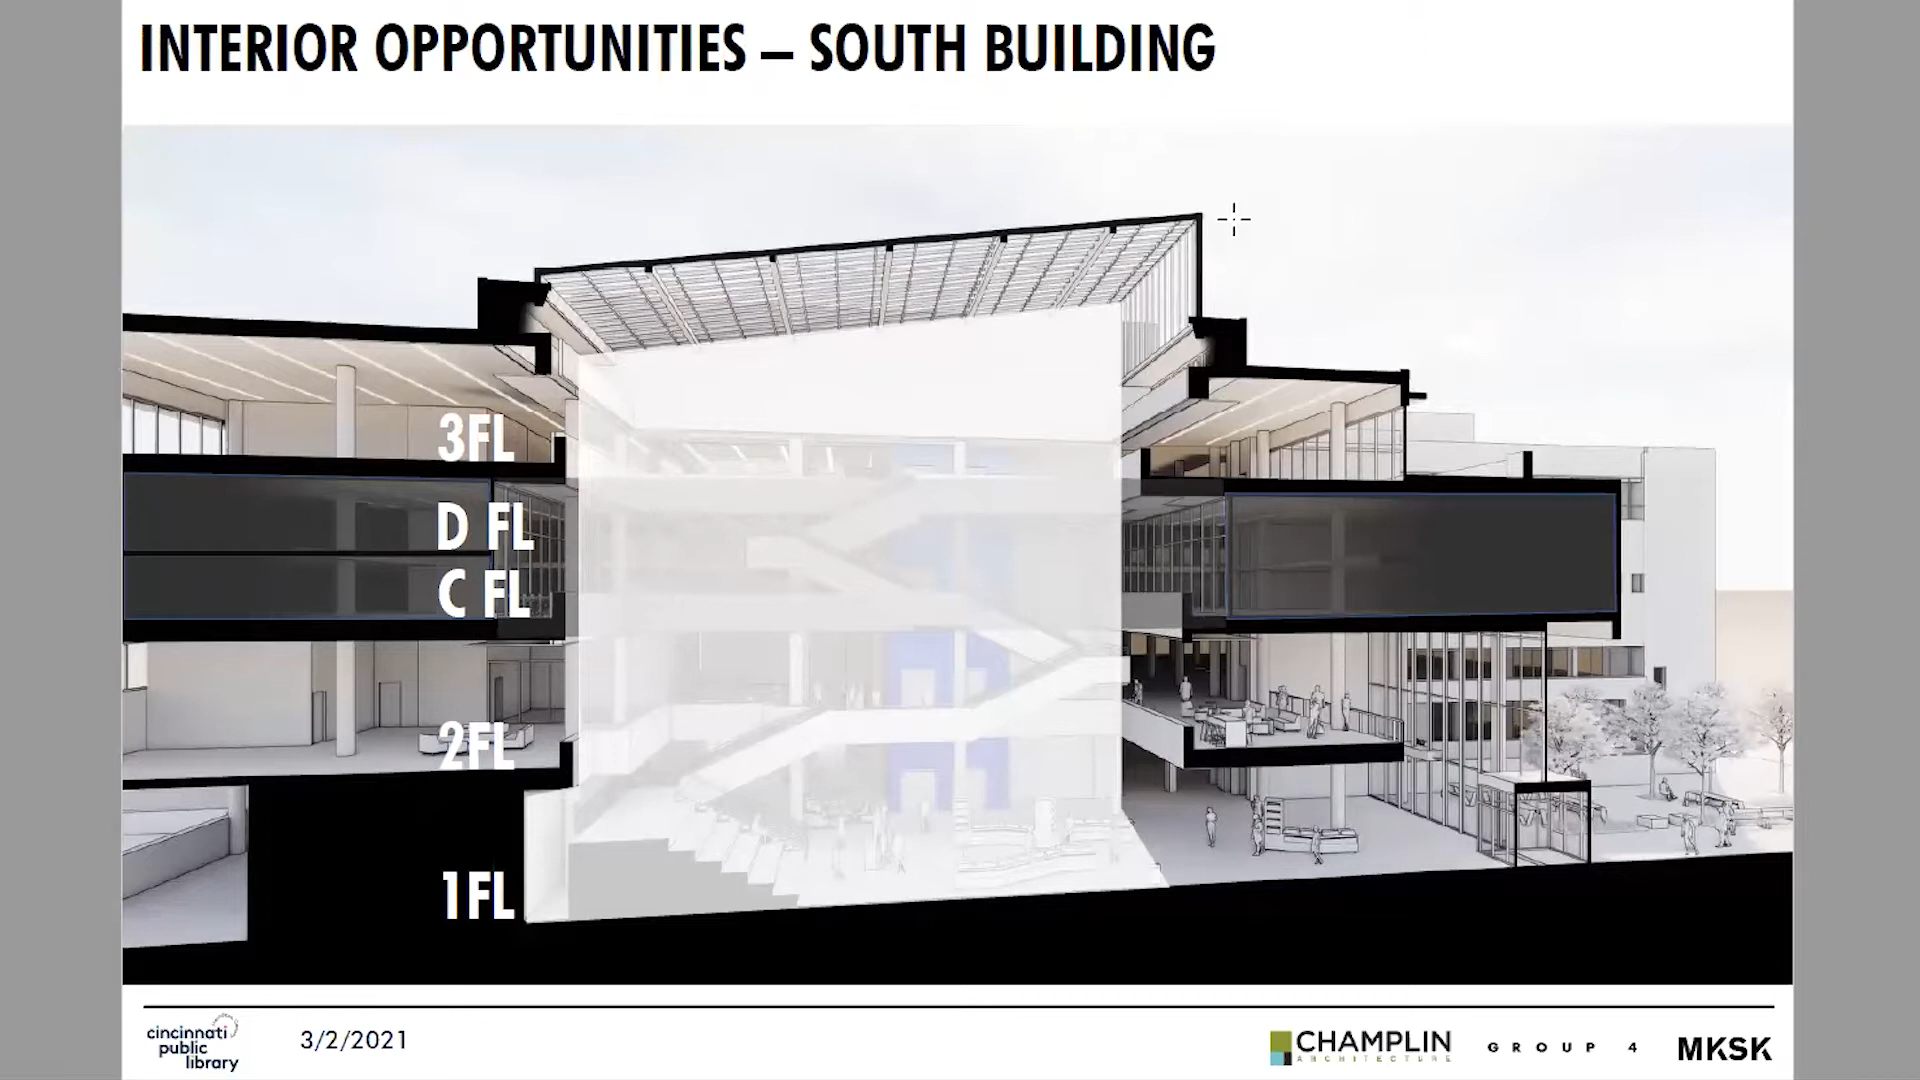 INTERIOR OPPORTUNITIES – SOUTH BUILDING
3FL
D FL
C FL
2FL
1FL
cincinnati
public
library
3/2/2021
CHAMPLIN
ARCHITECTURE
GROUP 4
MKSK